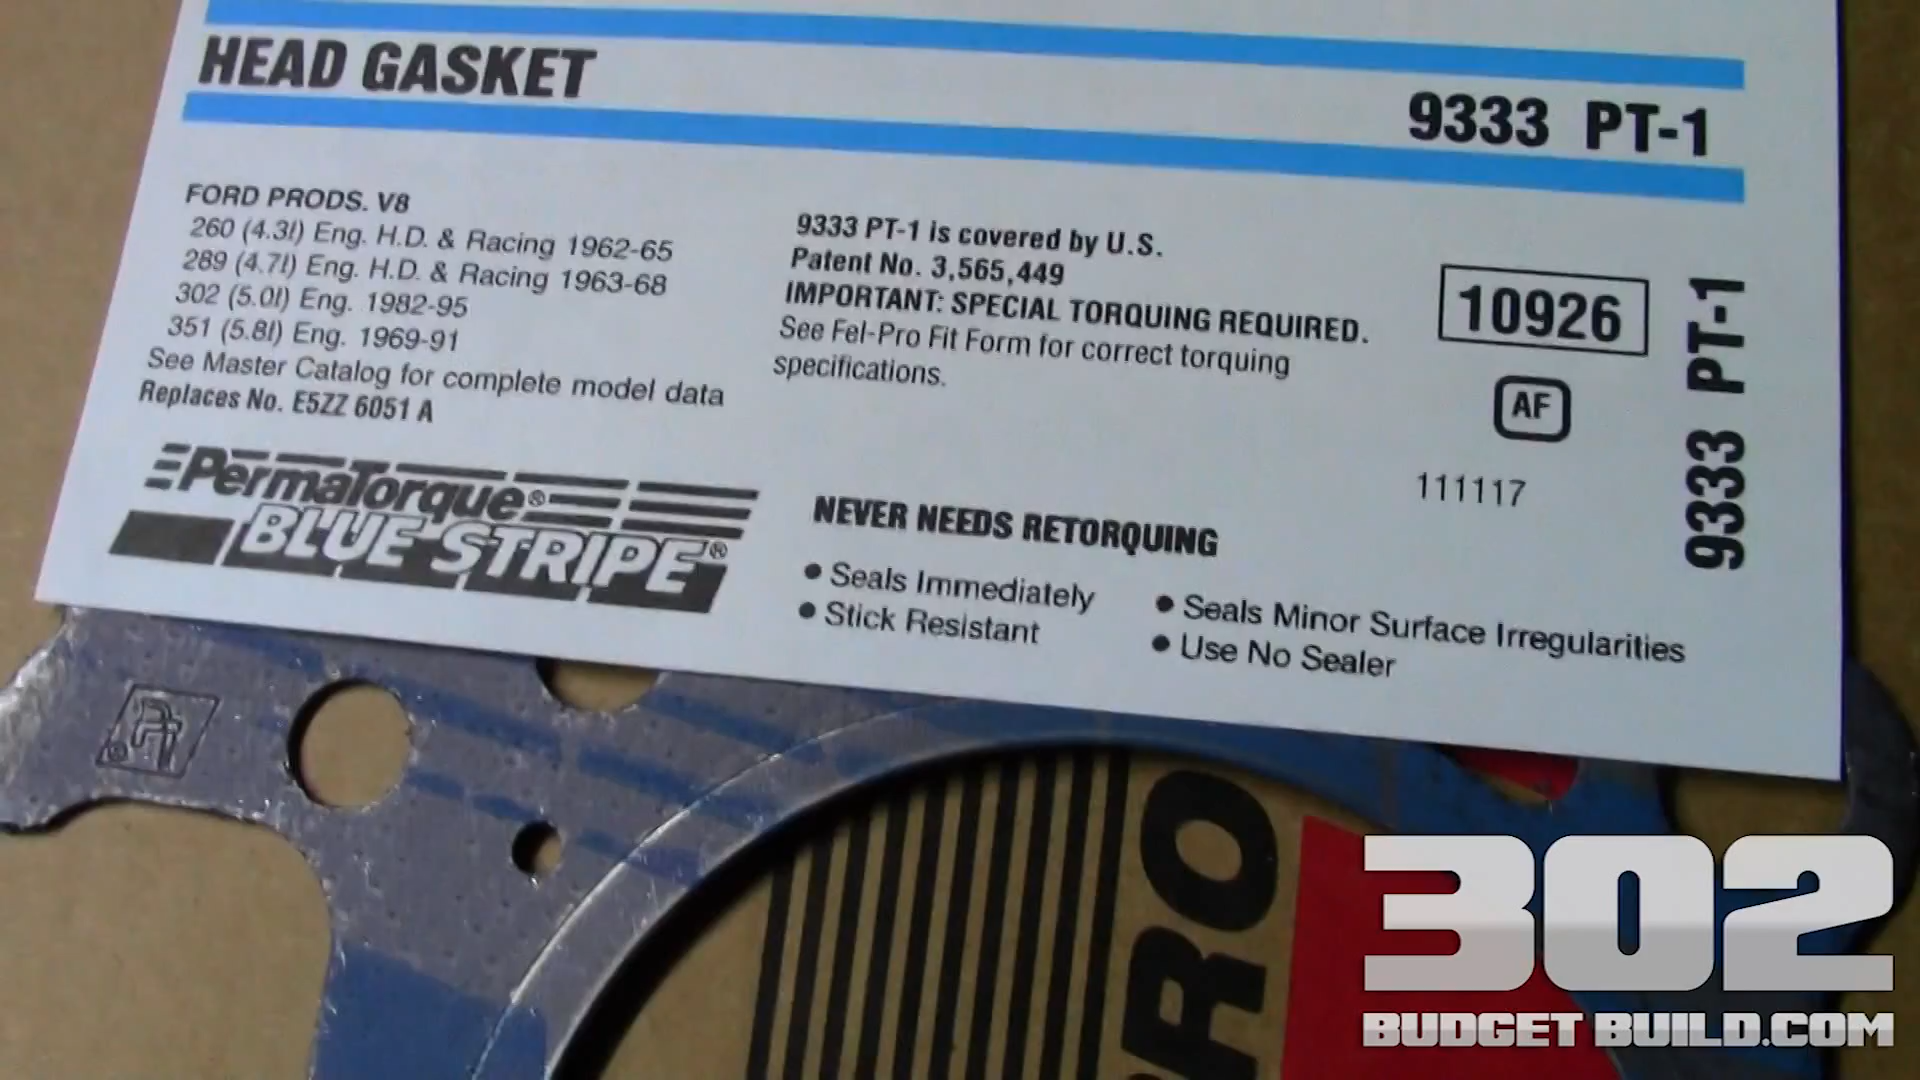 HEAD GASKET
9333 PT-1
FORD PRODS. V8
260 (4.3l) Eng. H.D. & Racing 1962-65
289 (4.7l) Eng. H.D. & Racing 1963-68
302 (5.0l) Eng. 1982-95
351 (5.8l) Eng. 1969-91
See Master Catalog for complete model data
Replaces No. E5ZZ 6051 A
9333 PT-1 is covered by U.S.
Patent No. 3,565,449
IMPORTANT: SPECIAL TORQUING REQUIRED.
See Fel-Pro Fit Form for correct torquing
specifications.
10926
AF
111117
9333 PT-1
PermaTorque®
BLUE STRIPE®
NEVER NEEDS RETORQUING
• Seals Immediately
• Stick Resistant
• Seals Minor Surface Irregularities
• Use No Sealer
PRO
302
BUDGET BUILD.COM